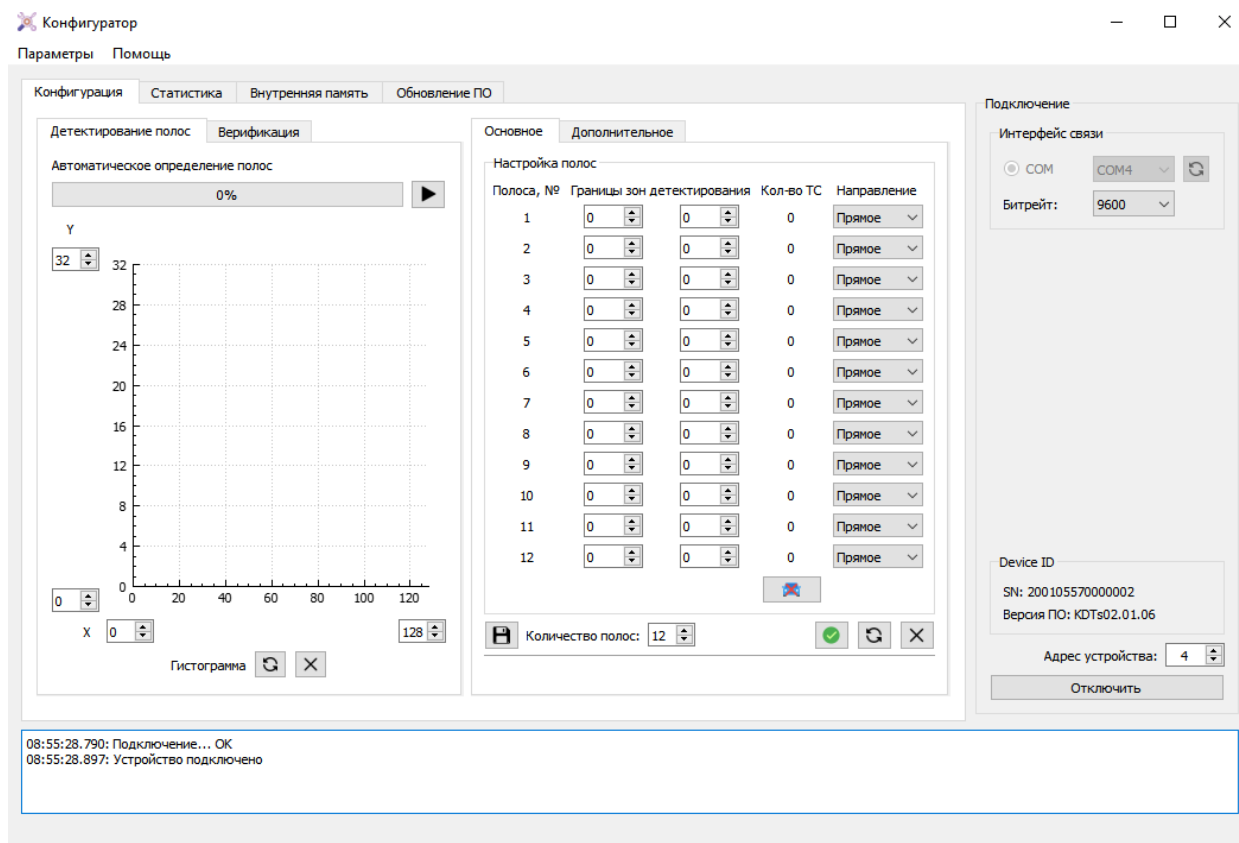 Конфигуратор
Параметры Помощь
Конфигурация Статистика Внутренняя память Обновление ПО
Детектирование полос Верификация
Автоматическое определение полос
0%
Y
32
32
28
24
20
16
12
8
4
0
0 20 40 60 80 100 120
0
X 0 128
Гистограмма
Основное Дополнительное
Настройка полос
Полоса, № Границы зон детектирования Кол-во ТС Направление
1 0 0 0 Прямое
2 0 0 0 Прямое
3 0 0 0 Прямое
4 0 0 0 Прямое
5 0 0 0 Прямое
6 0 0 0 Прямое
7 0 0 0 Прямое
8 0 0 0 Прямое
9 0 0 0 Прямое
10 0 0 0 Прямое
11 0 0 0 Прямое
12 0 0 0 Прямое
Количество полос: 12
Подключение
Интерфейс связи
COM COM4
Битрейт: 9600
Device ID
SN: 200105570000002
Версия ПО: KDTs02.01.06
Адрес устройства: 4
Отключить
08:55:28.790: Подключение... OK
08:55:28.897: Устройство подключено